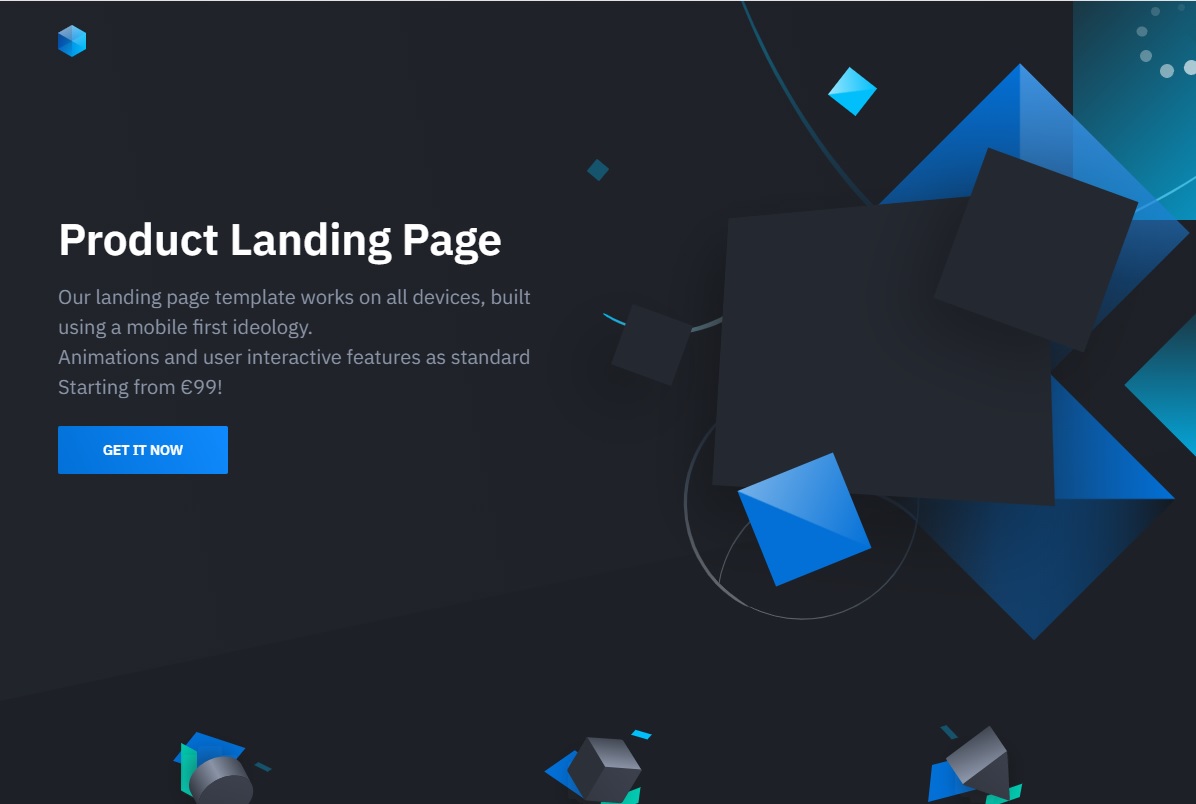 Product Landing Page
Our landing page template works on all devices, built
using a mobile first ideology.
Animations and user interactive features as standard
Starting from €99!
GET IT NOW